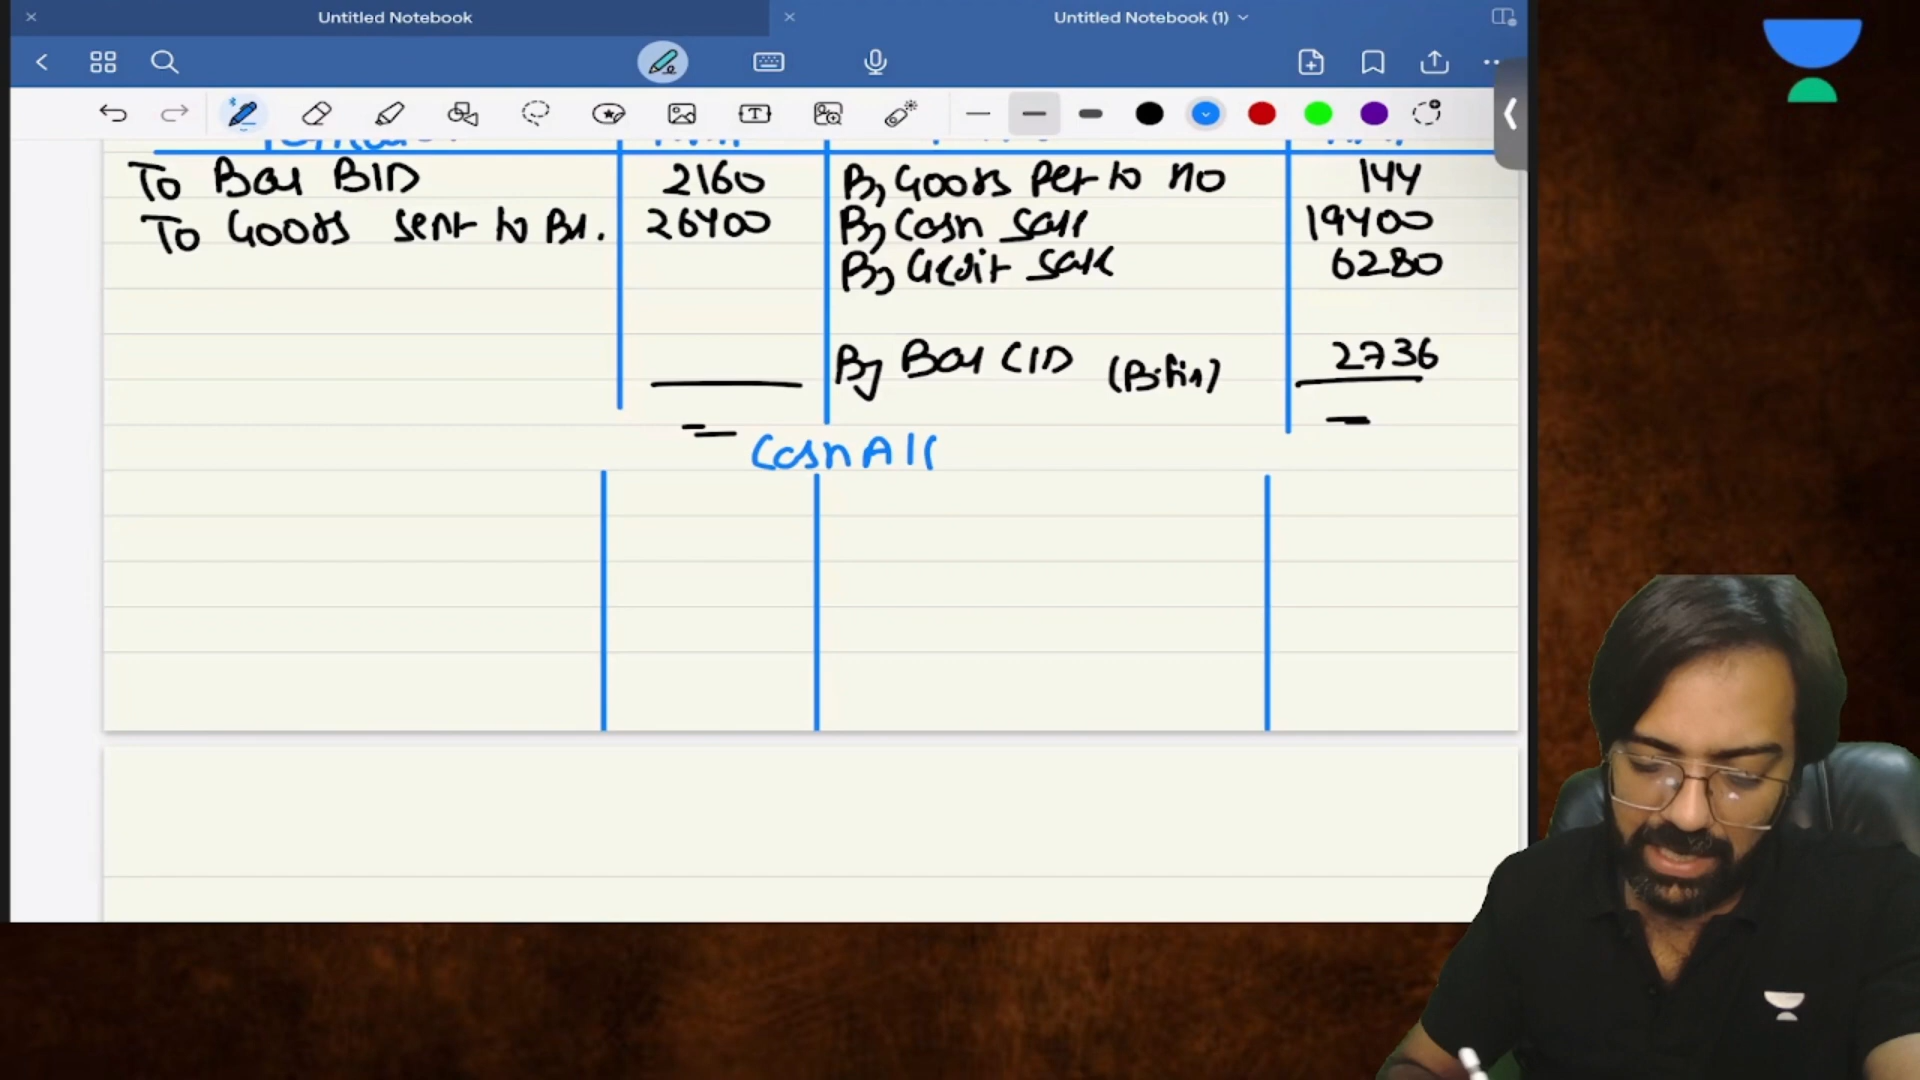 Untitled Notebook
Untitled Notebook (1)
To Bal B/D 2160 By Goods Ret to HO 144
To Goods sent to Br. 26400 By Cash Sale 19400
By Credit Sale 6280
By Bal C/D (B.fig) 2736
Cash A/c